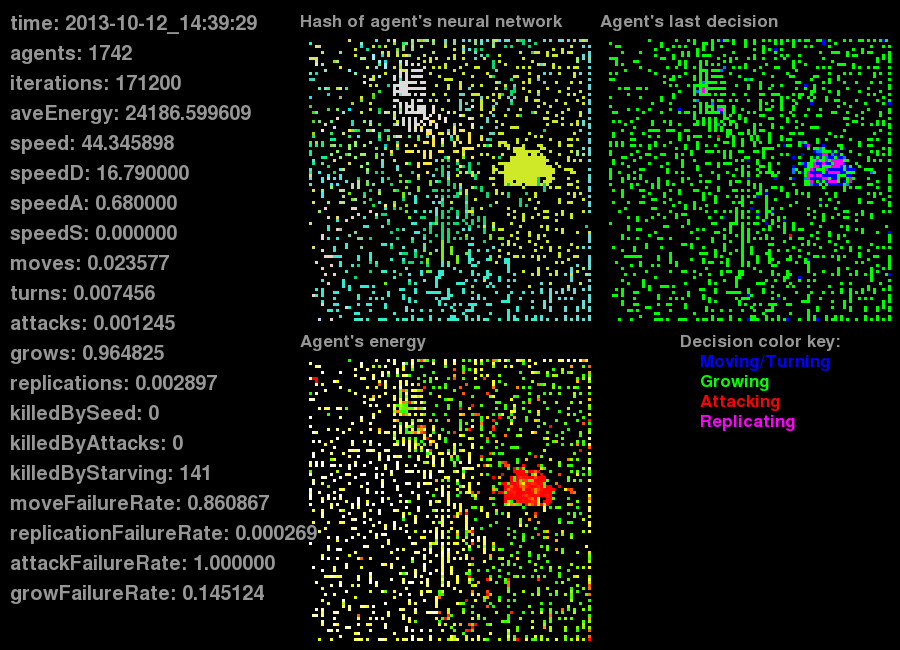 time: 2013-10-12_14:39:29
agents: 1742
iterations: 171200
aveEnergy: 24186.599609
speed: 44.345898
speedD: 16.790000
speedA: 0.680000
speedS: 0.000000
moves: 0.023577
turns: 0.007456
attacks: 0.001245
grows: 0.964825
replications: 0.002897
killedBySeed: 0
killedByAttacks: 0
killedByStarving: 141
moveFailureRate: 0.860867
replicationFailureRate: 0.000269
attackFailureRate: 1.000000
growFailureRate: 0.145124
Hash of agent's neural network
Agent's last decision
Agent's energy
Decision color key:
Moving/Turning
Growing
Attacking
Replicating